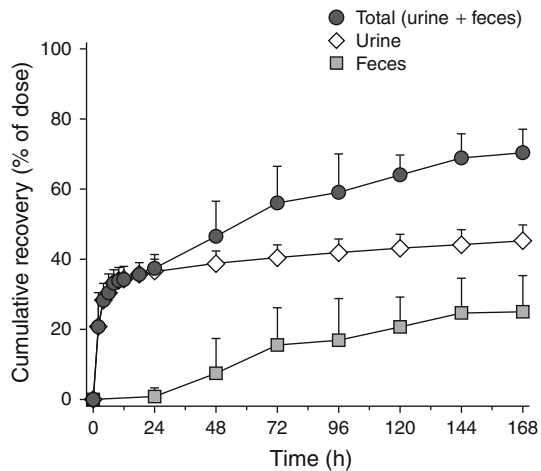 Total (urine + feces)
Urine
Feces
Cumulative recovery (% of dose)
100
80
60
40
20
0
0 24 48 72 96 120 144 168
Time (h)